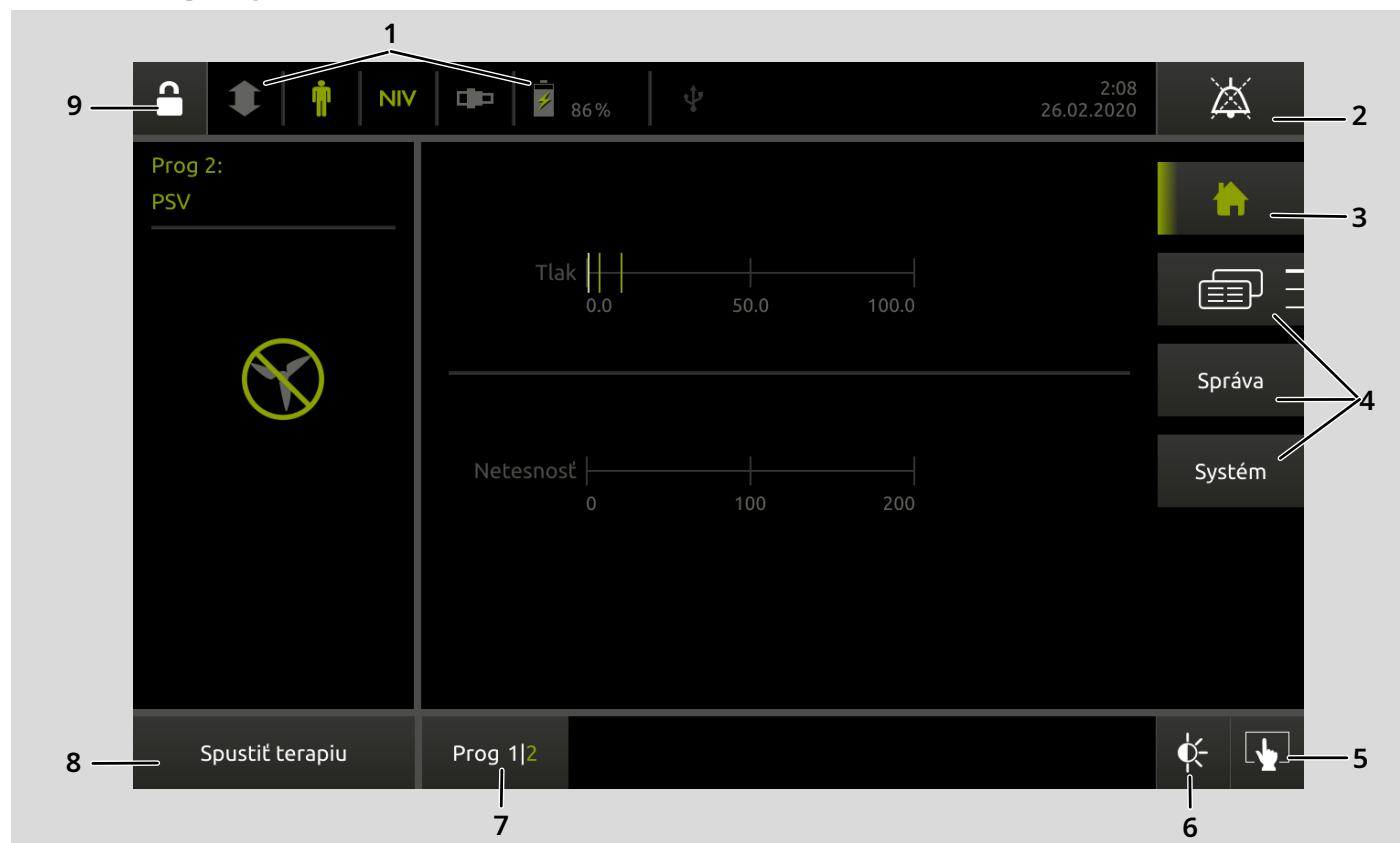 1
9
NIV
86%
2:08
26.02.2020
2
Prog 2:
PSV
3
Tlak
0.0 50.0 100.0
Správa
4
Netesnosť
0 100 200
Systém
Spustiť terapiu
Prog 1|2
8
5
7
6